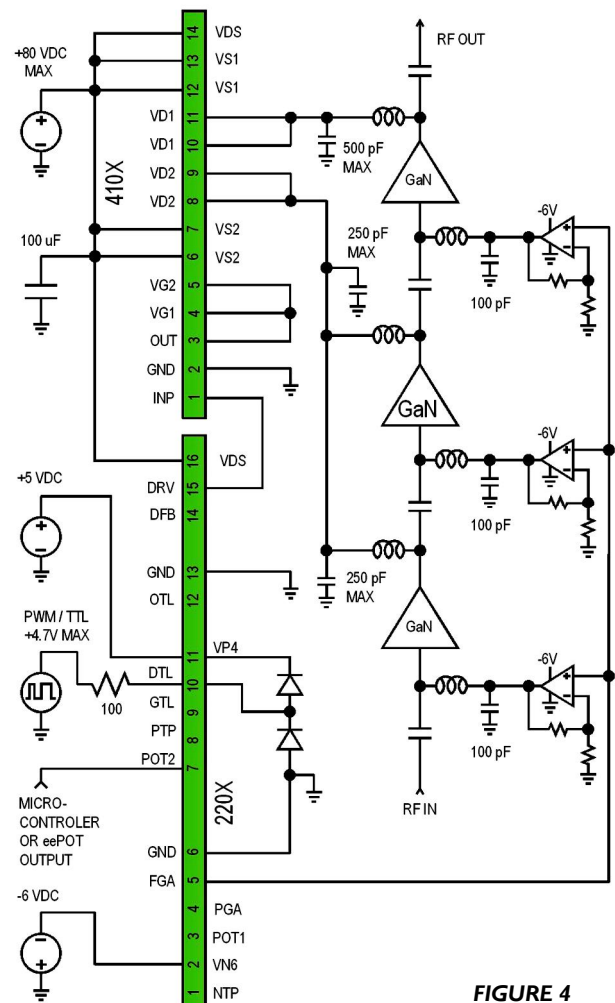 +80 VDC
MAX
100 uF
410X
14 VDS
13 VS1
12 VS1
VD1 11
VD1 10
VD2 9
VD2 8
7 VS2
6 VS2
VG2 5
VG1 4
OUT 3
GND 2
INP 1
RF OUT
500 pF
MAX
GaN
-6V
250 pF
MAX
100 pF
GaN
-6V
100 pF
250 pF
MAX
GaN
-6V
100 pF
RF IN
+5 VDC
PWM / TTL
+4.7V MAX
100
MICRO-
CONTROLER
OR eePOT
OUTPUT
-6 VDC
220X
16 VDS
DRV 15
DFB 14
GND 13
OTL 12
11 VP4
DTL 10
GTL 9
PTP 8
POT2 7
GND 6
FGA 5
4 PGA
3 POT1
2 VN6
1 NTP
FIGURE 4